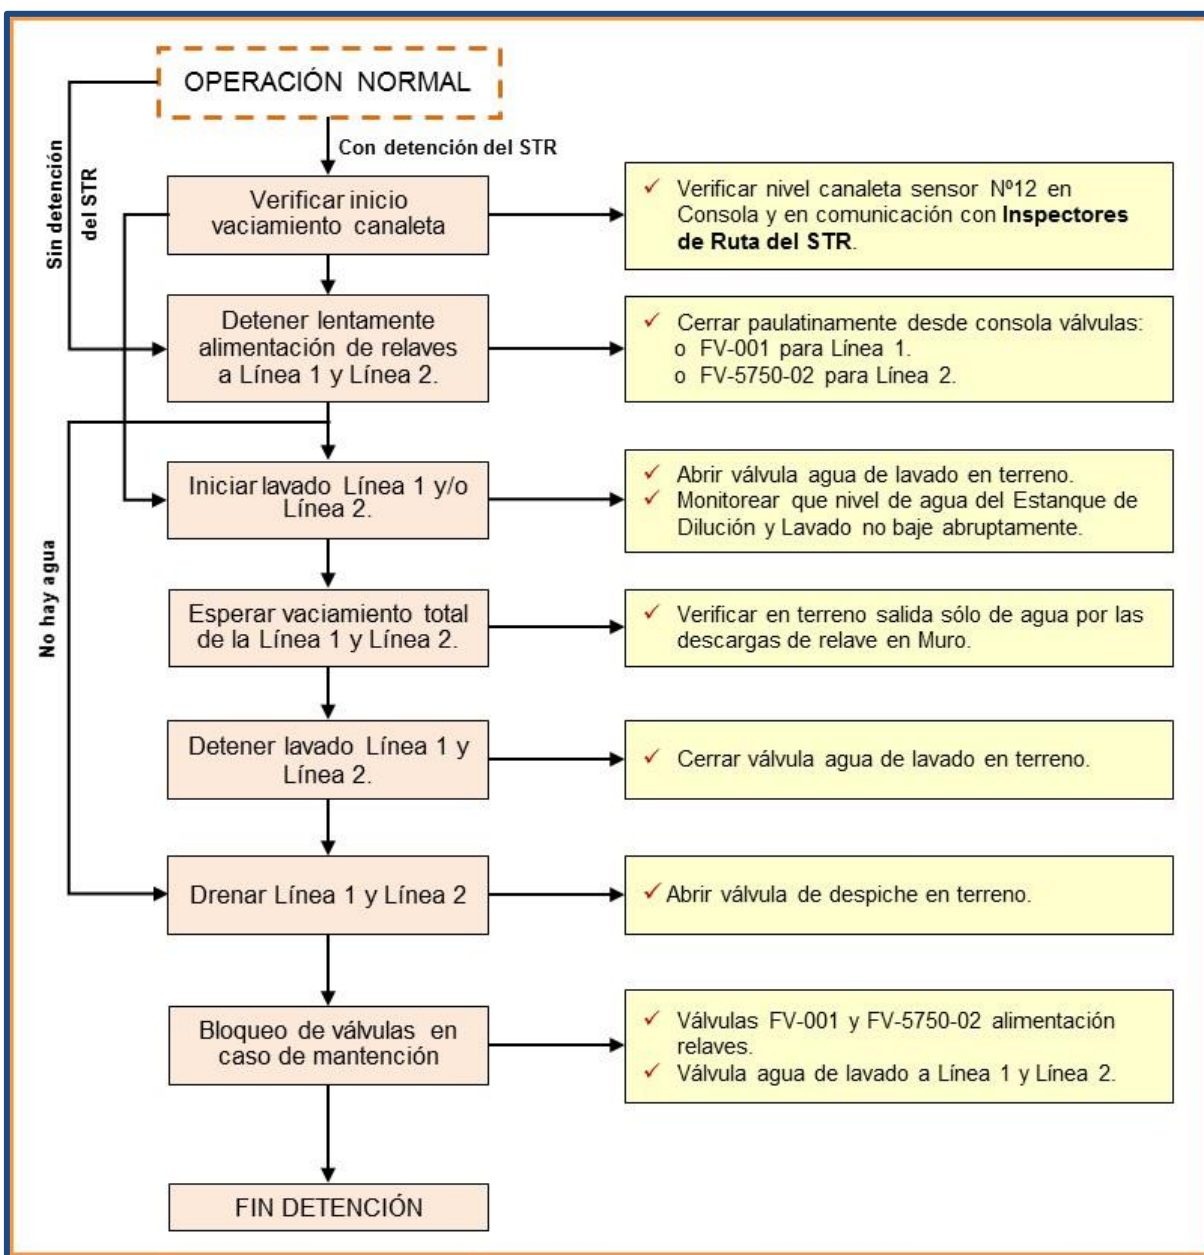 OPERACIÓN NORMAL
Sin detención
del STR
Con detención del STR
Verificar inicio
vaciamiento canaleta
✓ Verificar nivel canaleta sensor Nº12 en
Consola y en comunicación con Inspectores
de Ruta del STR.
Detener lentamente
alimentación de relaves
a Línea 1 y Línea 2.
✓ Cerrar paulatinamente desde consola válvulas:
o FV-001 para Línea 1.
o FV-5750-02 para Línea 2.
No hay agua
Iniciar lavado Línea 1 y/o
Línea 2.
✓ Abrir válvula agua de lavado en terreno.
✓ Monitorear que nivel de agua del Estanque de
Dilución y Lavado no baje abruptamente.
Esperar vaciamiento total
de la Línea 1 y Línea 2.
✓ Verificar en terreno salida sólo de agua por las
descargas de relave en Muro.
Detener lavado Línea 1 y
Línea 2.
✓ Cerrar válvula agua de lavado en terreno.
Drenar Línea 1 y Línea 2
✓ Abrir válvula de despiche en terreno.
Bloqueo de válvulas en
caso de mantención
✓ Válvulas FV-001 y FV-5750-02 alimentación
relaves.
✓ Válvula agua de lavado a Línea 1 y Línea 2.
FIN DETENCIÓN